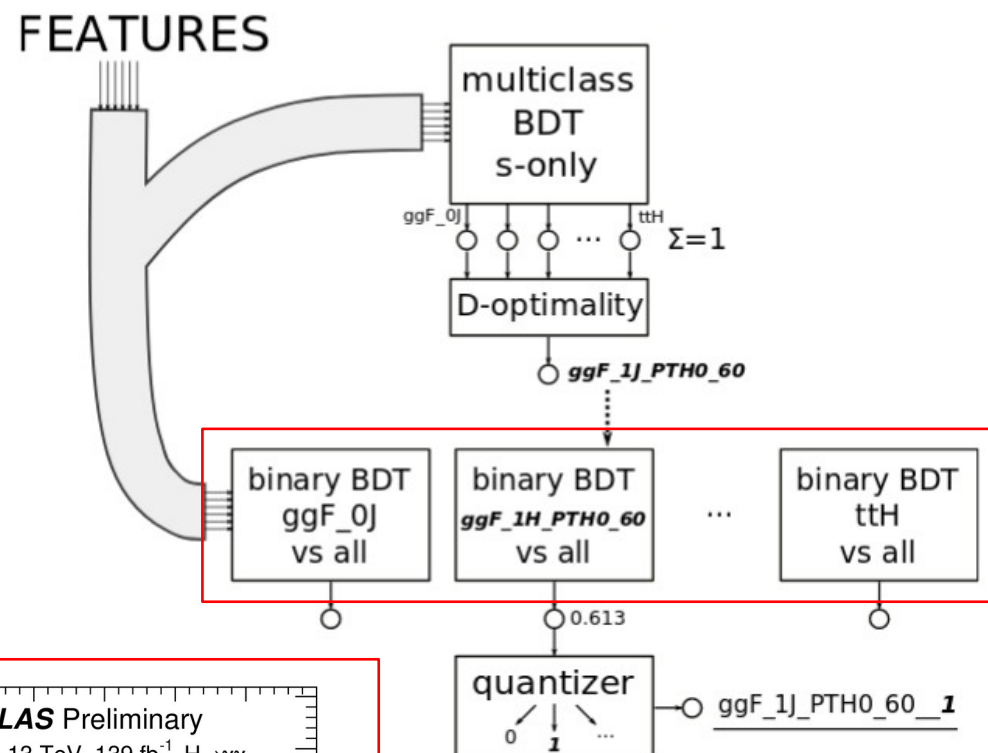 FEATURES
multiclass
BDT
s-only
ggF_0J
ttH
... Σ=1
D-optimality
ggF_1J_PTH0_60
binary BDT
ggF_0J
vs all
binary BDT
ggF_1H_PTH0_60
vs all
...
binary BDT
ttH
vs all
0.613
quantizer
0 1 ...
ggF_1J_PTH0_60__1
LAS Preliminary